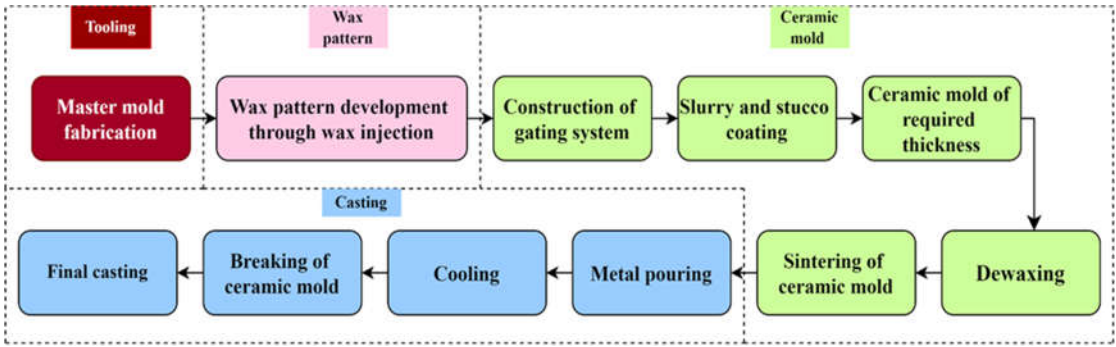 Tooling
Wax
pattern
Ceramic
mold
Master mold
fabrication
Wax pattern development
through wax injection
Construction of
gating system
Slurry and stucco
coating
Ceramic mold of
required
thickness
Casting
Final casting
Breaking of
ceramic mold
Cooling
Metal pouring
Sintering of
ceramic mold
Dewaxing